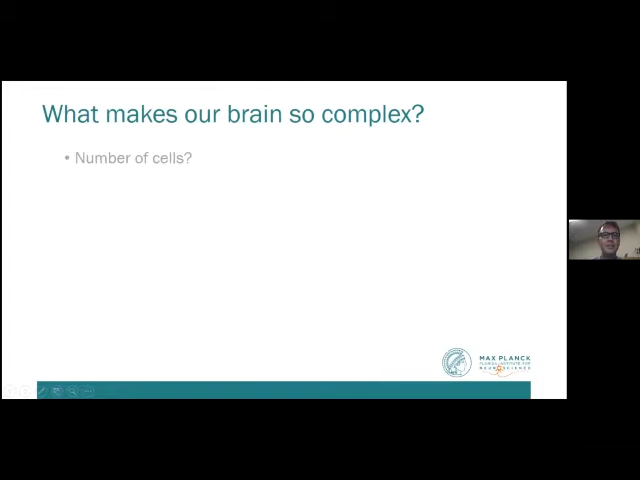 What makes our brain so complex?
• Number of cells?
MAX PLANCK
FLORIDA INSTITUTE FOR
NEUROSCIENCE